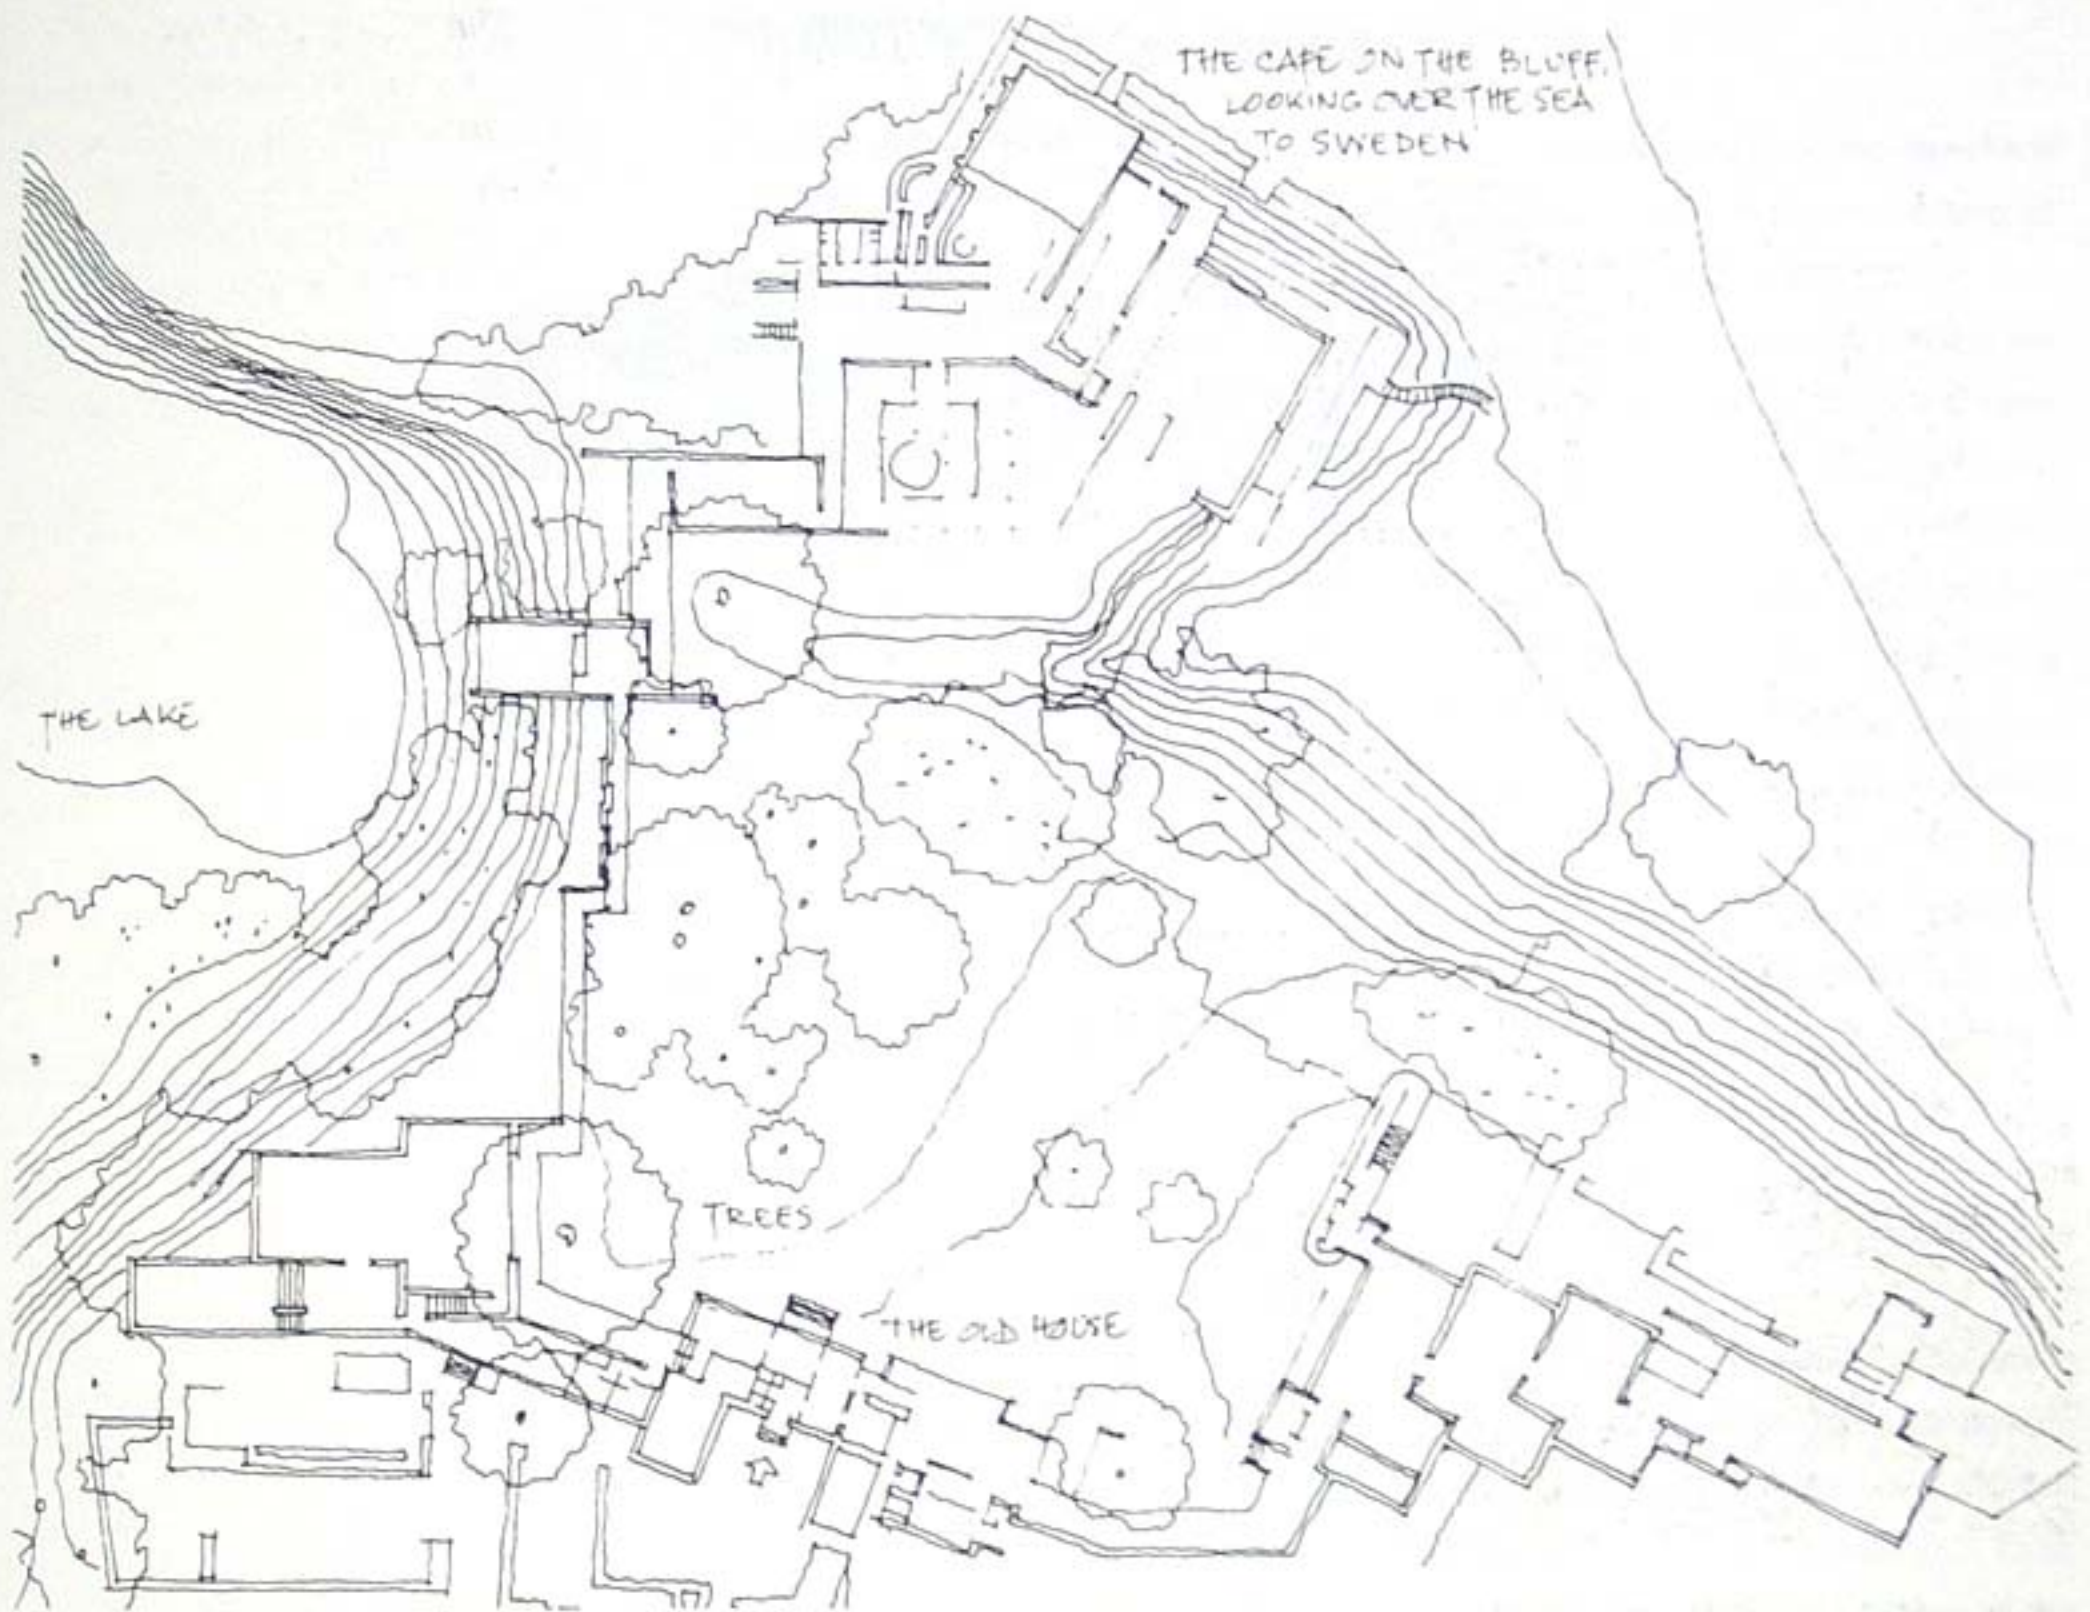 THE CAFE ON THE BLUFF,
LOOKING OVER THE SEA
TO SWEDEN
THE LAKE
TREES
THE OLD HOUSE